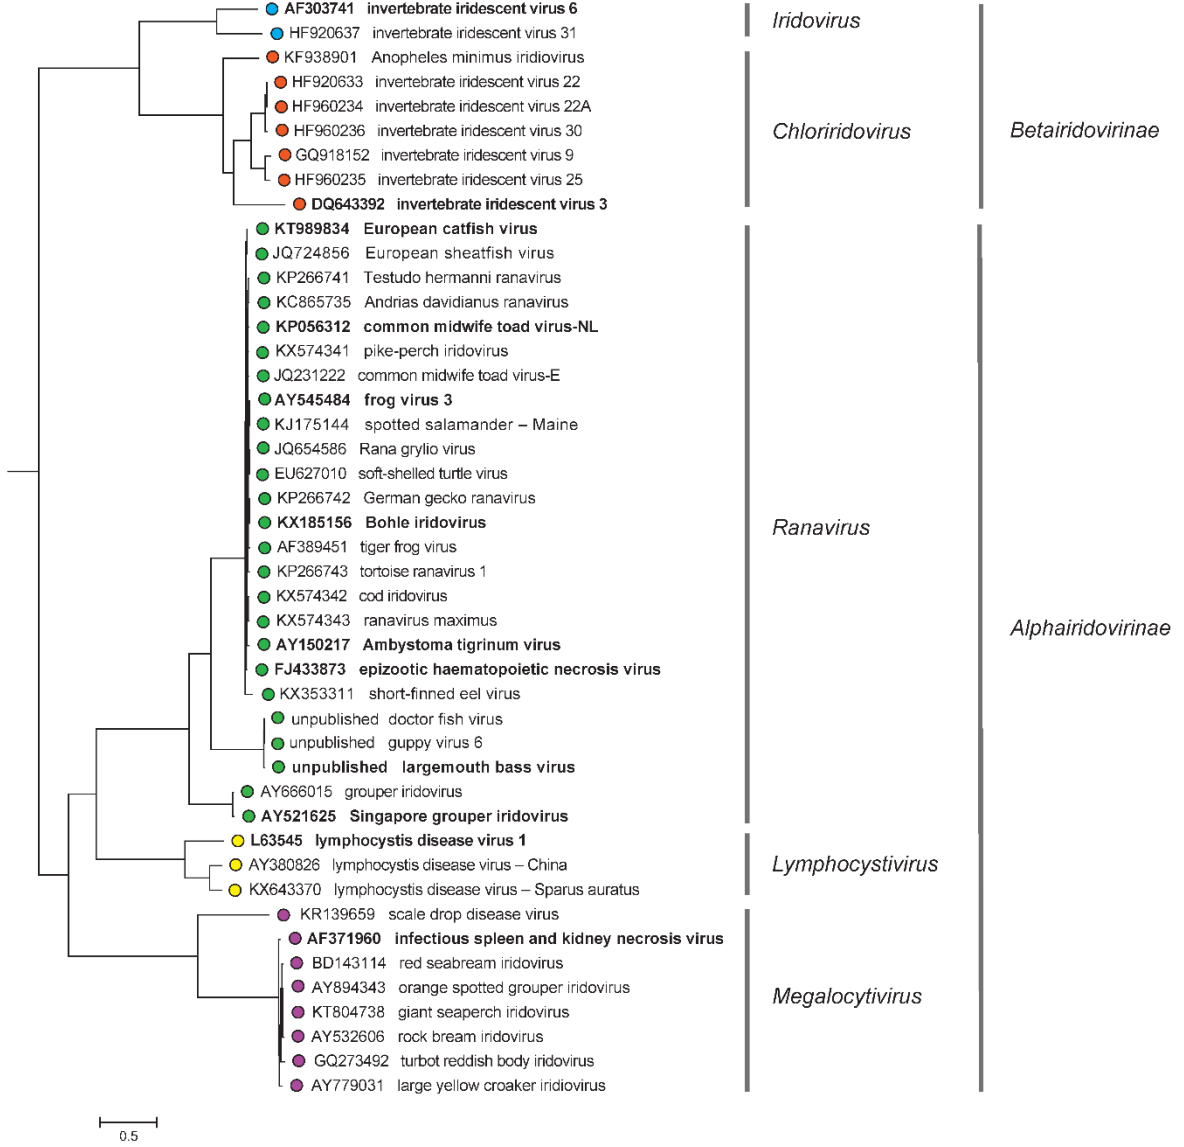 AF303741 invertebrate iridescent virus 6
HF920637 invertebrate iridescent virus 31
Iridovirus
KF938901 Anopheles minimus iridiovirus
HF920633 invertebrate iridescent virus 22
HF960234 invertebrate iridescent virus 22A
HF960236 invertebrate iridescent virus 30
GQ918152 invertebrate iridescent virus 9
HF960235 invertebrate iridescent virus 25
DQ643392 invertebrate iridescent virus 3
Chloriridovirus
Betairidovirinae
KT989834 European catfish virus
JQ724856 European sheatfish virus
KP266741 Testudo hermanni ranavirus
KC865735 Andrias davidianus ranavirus
KP056312 common midwife toad virus-NL
KX574341 pike-perch iridovirus
JQ231222 common midwife toad virus-E
AY545484 frog virus 3
KJ175144 spotted salamander – Maine
JQ654586 Rana grylio virus
EU627010 soft-shelled turtle virus
KP266742 German gecko ranavirus
KX185156 Bohle iridovirus
AF389451 tiger frog virus
KP266743 tortoise ranavirus 1
KX574342 cod iridovirus
KX574343 ranavirus maximus
AY150217 Ambystoma tigrinum virus
FJ433873 epizootic haematopoietic necrosis virus
KX353311 short-finned eel virus
unpublished doctor fish virus
unpublished guppy virus 6
unpublished largemouth bass virus
AY666015 grouper iridovirus
AY521625 Singapore grouper iridovirus
Ranavirus
L63545 lymphocystis disease virus 1
AY380826 lymphocystis disease virus – China
KX643370 lymphocystis disease virus – Sparus auratus
Lymphocystivirus
KR139659 scale drop disease virus
AF371960 infectious spleen and kidney necrosis virus
BD143114 red seabream iridovirus
AY894343 orange spotted grouper iridovirus
KT804738 giant seaperch iridovirus
AY532606 rock bream iridovirus
GQ273492 turbot reddish body iridovirus
AY779031 large yellow croaker iridiovirus
Megalocytivirus
Alphairidovirinae
0.5